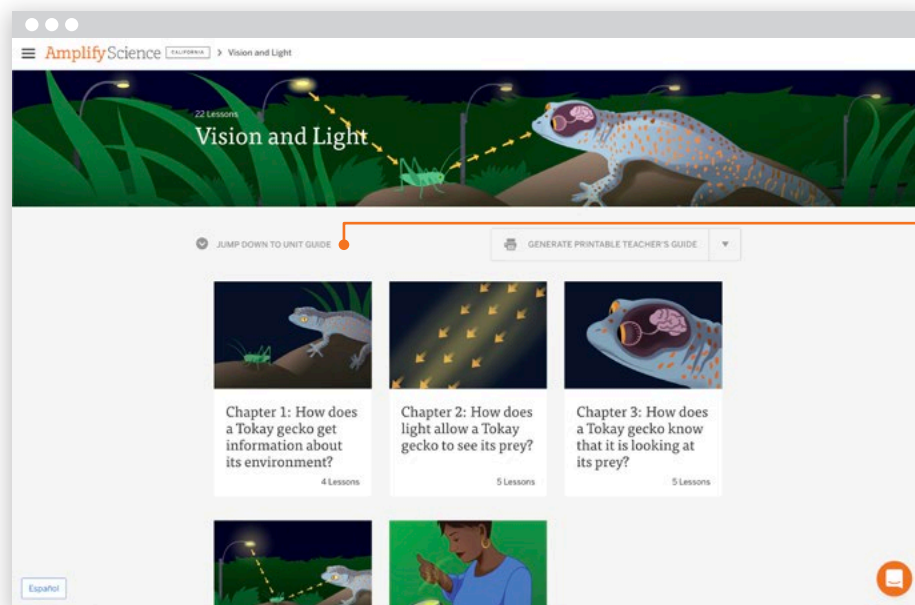 AmplifyScience CALIFORNIA > Vision and Light
22 Lessons
Vision and Light
JUMP DOWN TO UNIT GUIDE
GENERATE PRINTABLE TEACHER'S GUIDE
Chapter 1: How does
a Tokay gecko get
information about
its environment?
4 Lessons
Chapter 2: How does
light allow a Tokay
gecko to see its prey?
5 Lessons
Chapter 3: How does
a Tokay gecko know
that it is looking at
its prey?
5 Lessons
Español